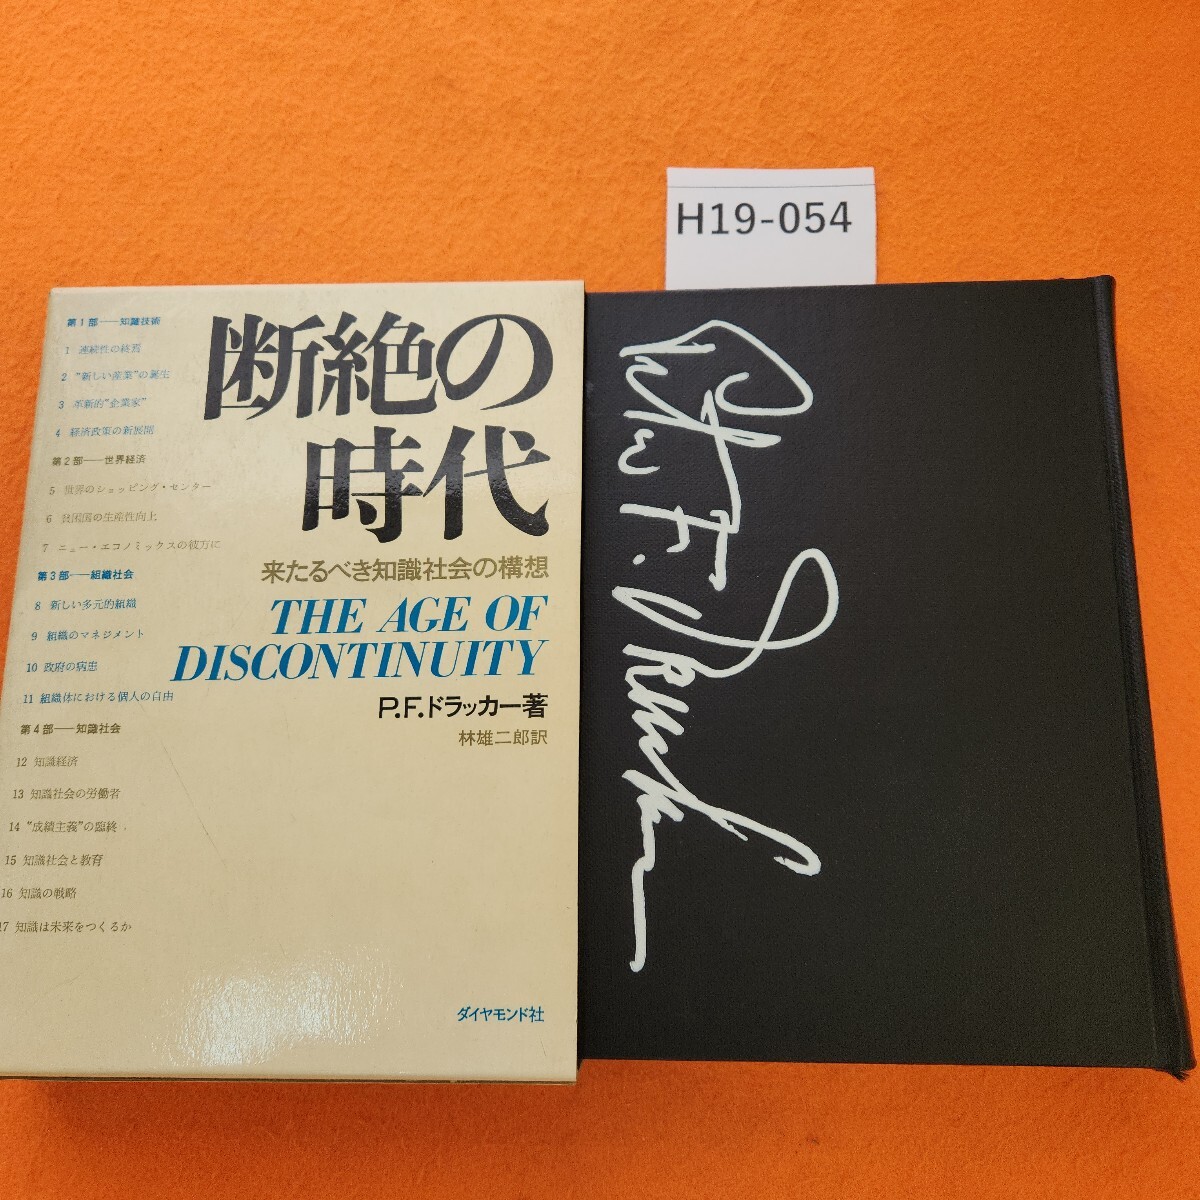 H19-054
断絶の
時代
来たるべき知識社会の構想
THE AGE OF
DISCONTINUITY
P.F.ドラッカー著
林雄二郎訳
第1部——知識技術
1 連続性の終焉
2 "新しい産業"の誕生
3 革新的"企業家"
4 経済政策の新展開
第2部——世界経済
5 世界のショッピング・センター
6 貧困国の生産性向上
7 ニュー・エコノミックスの彼方に
第3部——組織社会
8 新しい多元的組織
9 組織のマネジメント
10 政府の病患
11 組織体における個人の自由
第4部——知識社会
12 知識経済
13 知識社会の労働者
14 "成績主義"の臨終
15 知識社会と教育
16 知識の戦略
17 知識は未来をつくるか
ダイヤモンド社
Peter F. Drucker